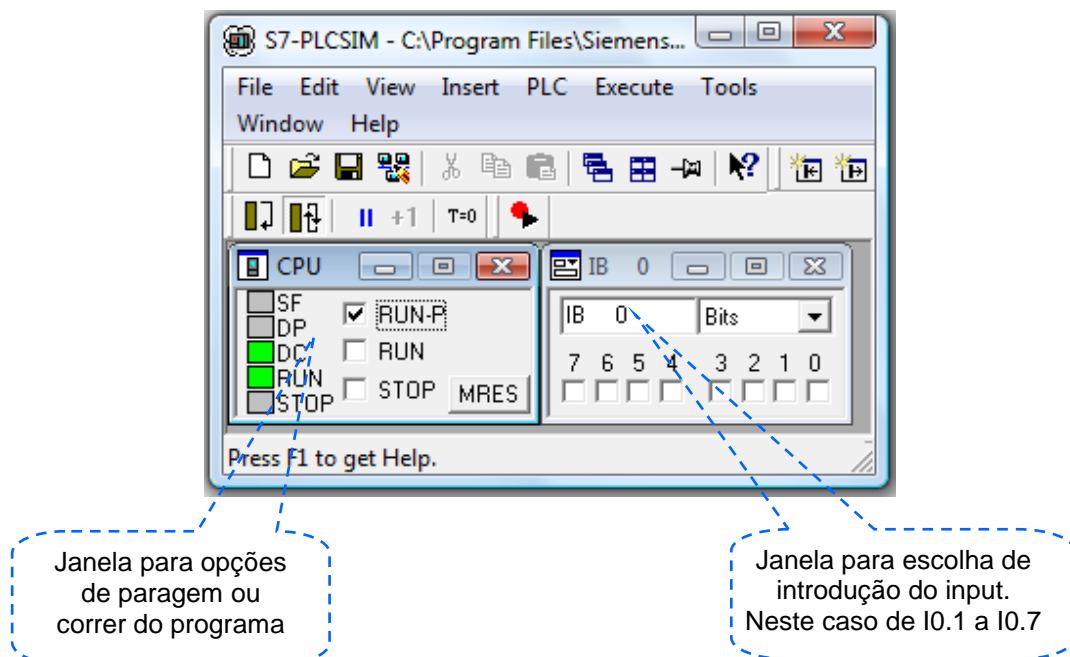 S7-PLCSIM - C:\Program Files\Siemens...
File Edit View Insert PLC Execute Tools
Window Help
+1 T=0
CPU
SF
DP
DC
RUN
STOP
RUN-P
RUN
STOP MRES
IB 0
IB 0 Bits
7 6 5 4 3 2 1 0
Press F1 to get Help.
Janela para opções
de paragem ou
correr do programa
Janela para escolha de
introdução do input.
Neste caso de I0.1 a I0.7